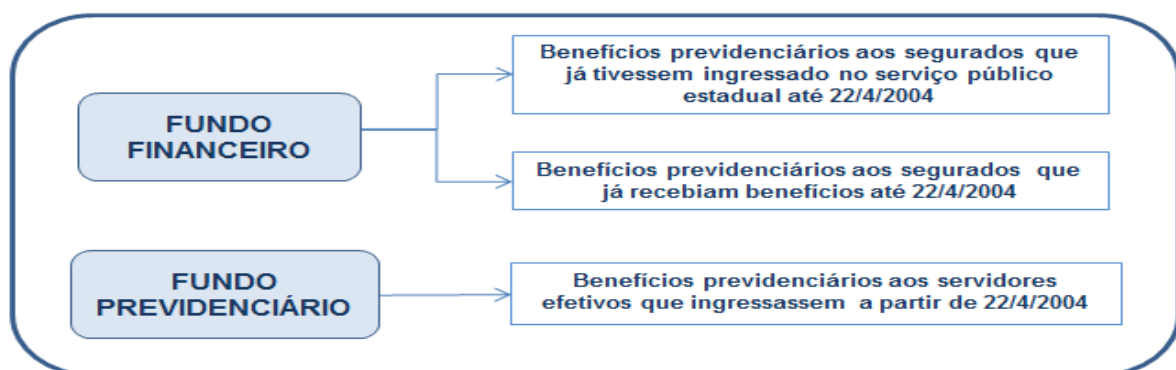 FUNDO
FINANCEIRO
Benefícios previdenciários aos segurados que
já tivessem ingressado no serviço público
estadual até 22/4/2004
Benefícios previdenciários aos segurados que
já recebiam benefícios até 22/4/2004
FUNDO
PREVIDENCIÁRIO
Benefícios previdenciários aos servidores
efetivos que ingressassem a partir de 22/4/2004